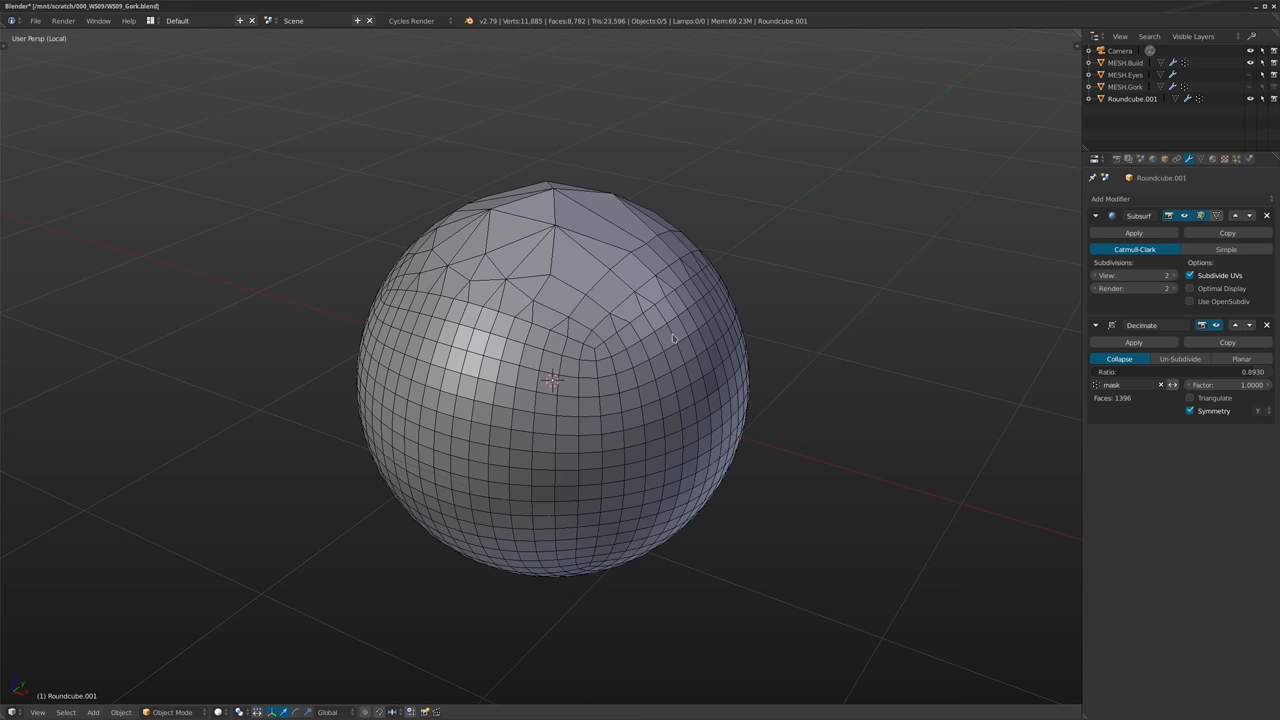 Blender* [/mnt/scratch/000_WS09/WS09_Gork.blend]
File Render Window Help Default Scene Cycles Render v2.79 | Verts:11,885 | Faces:8,782 | Tris:23,596 | Objects:0/5 | Lamps:0/0 | Mem:69.23M | Roundcube.001
User Persp (Local)
View Search Visible Layers
Camera
MESH.Build
MESH.Eyes
MESH.Gork
Roundcube.001
Roundcube.001
Add Modifier
Subsurf
Apply Copy
Catmull-Clark Simple
Subdivisions: Options:
View: 2 Subdivide UVs
Render: 2 Optimal Display
Use OpenSubdiv
Decimate
Apply Copy
Collapse Un-Subdivide Planar
Ratio: 0.8930
mask Factor: 1.0000
Faces: 1396 Triangulate
Symmetry Y
(1) Roundcube.001
View Select Add Object Object Mode Global